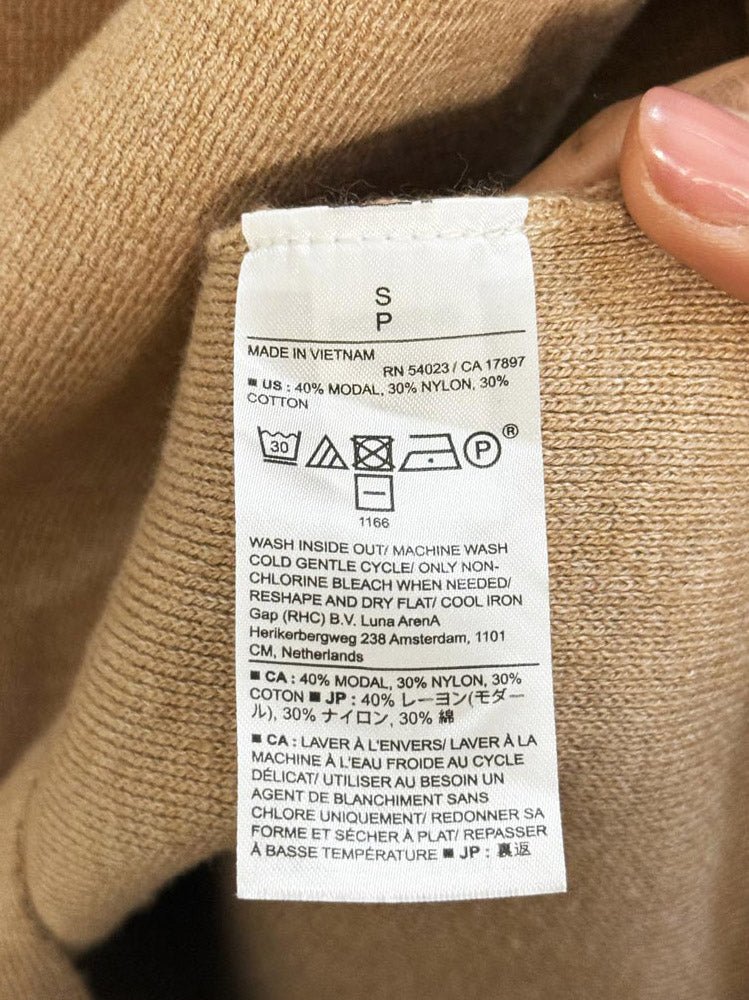 S
P
MADE IN VIETNAM
RN 54023 / CA 17897
■ US : 40% MODAL, 30% NYLON, 30%
COTTON
30 P ®
1166
WASH INSIDE OUT/ MACHINE WASH
COLD GENTLE CYCLE/ ONLY NON-
CHLORINE BLEACH WHEN NEEDED/
RESHAPE AND DRY FLAT/ COOL IRON
Gap (RHC) B.V. Luna ArenA
Herikerbergweg 238 Amsterdam, 1101
CM, Netherlands
■ CA : 40% MODAL, 30% NYLON, 30%
COTON ■ JP : 40% レーヨン(モダー
ル), 30% ナイロン, 30% 綿
■ CA : LAVER À L'ENVERS/ LAVER À LA
MACHINE À L'EAU FROIDE AU CYCLE
DÉLICAT/ UTILISER AU BESOIN UN
AGENT DE BLANCHIMENT SANS
CHLORE UNIQUEMENT/ REDONNER SA
FORME ET SÉCHER À PLAT/ REPASSER
À BASSE TEMPÉRATURE ■ JP : 裏返